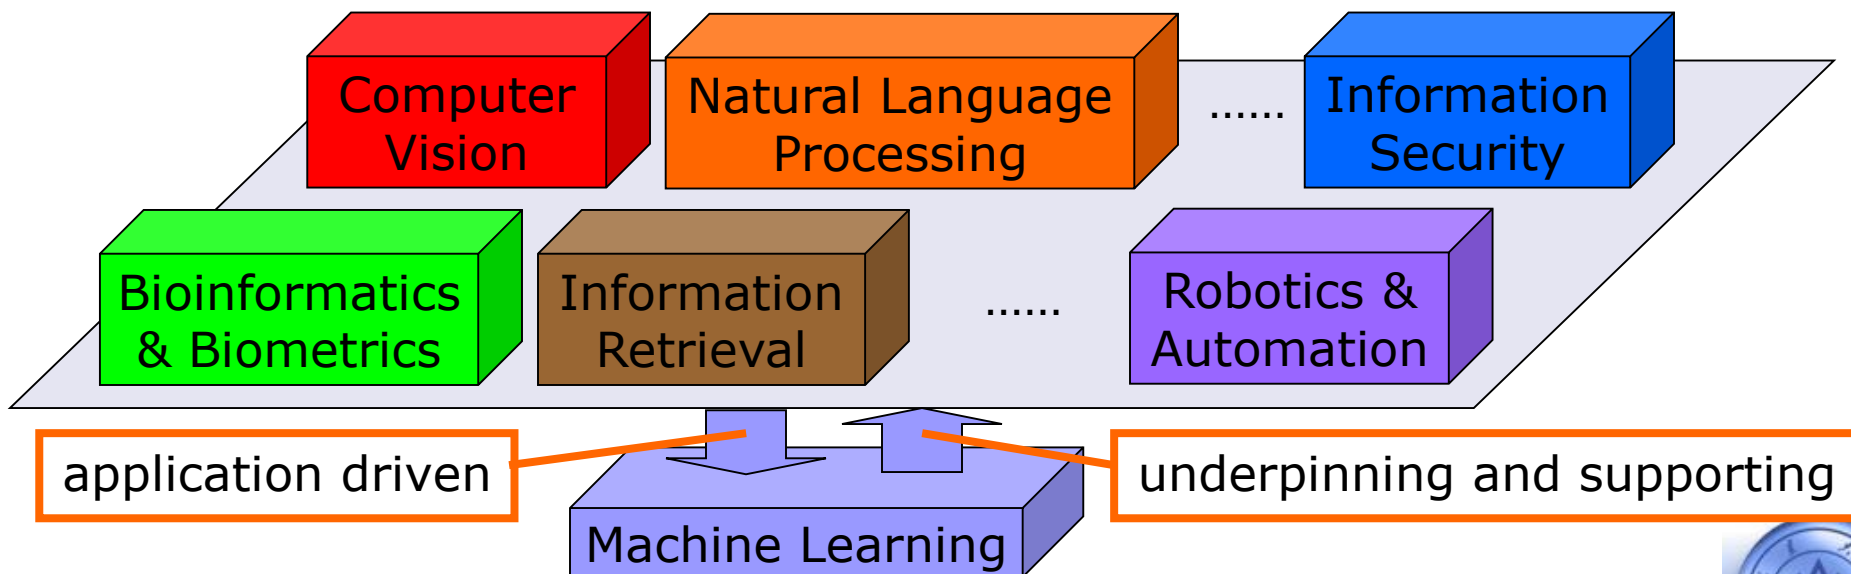 Computer
Vision
Natural Language
Processing
......
Information
Security
Bioinformatics
& Biometrics
Information
Retrieval
......
Robotics &
Automation
application driven
underpinning and supporting
Machine Learning